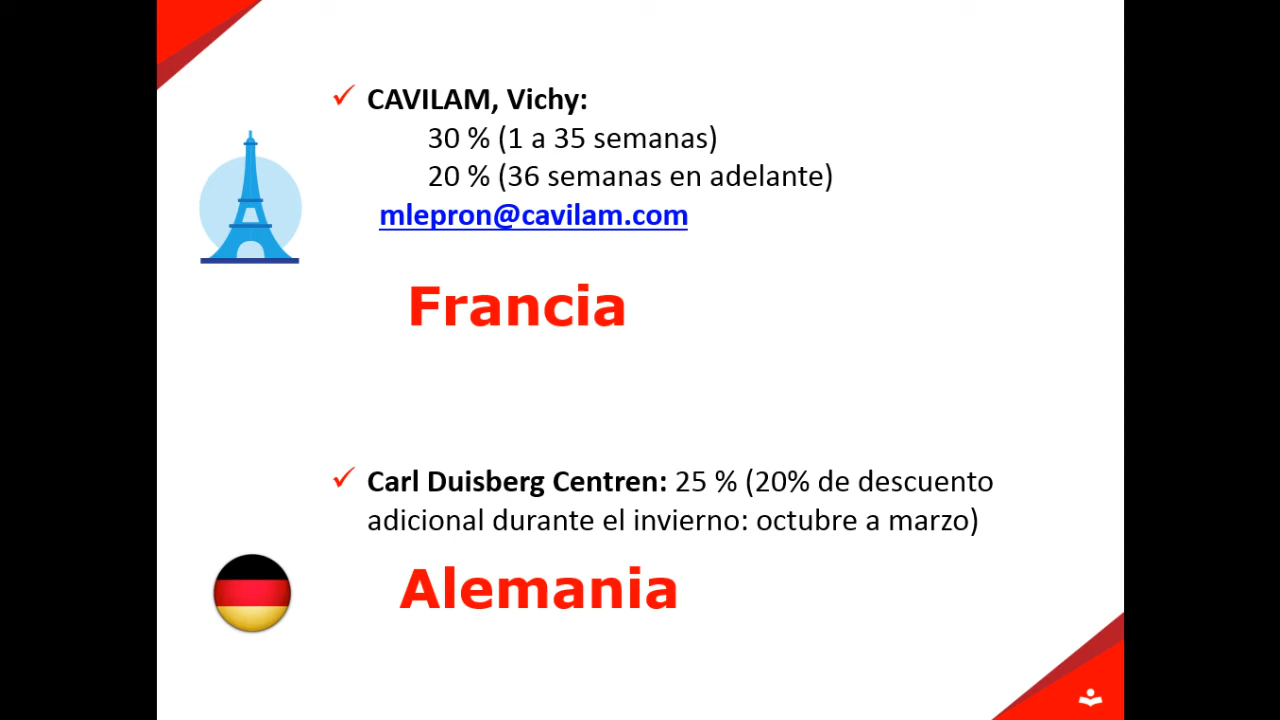 CAVILAM, Vichy:
30 % (1 a 35 semanas)
20 % (36 semanas en adelante)
mlepron@cavilam.com
Francia
Carl Duisberg Centren: 25 % (20% de descuento
adicional durante el invierno: octubre a marzo)
Alemania